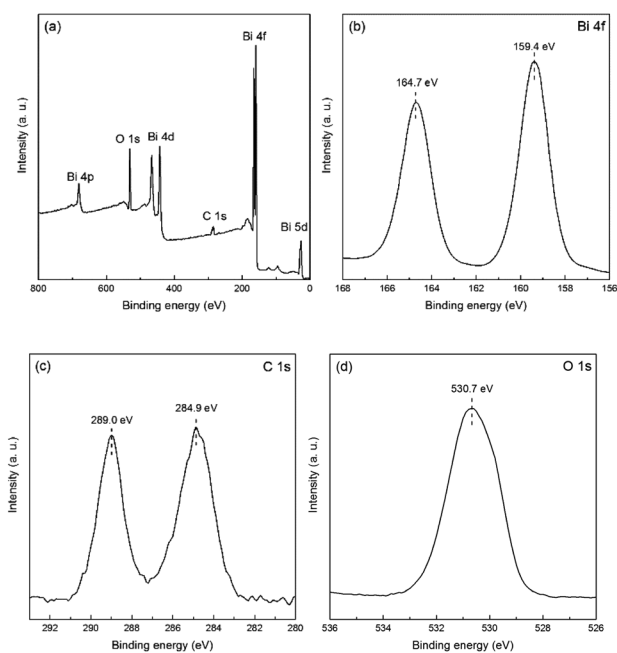 (a)
Bi 4f
O 1s
Bi 4d
Bi 4p
C 1s
Bi 5d
Intensity (a. u.)
800 600 400 200 0
Binding energy (eV)
(b)
Bi 4f
159.4 eV
164.7 eV
Intensity (a. u.)
168 166 164 162 160 158 156
Binding energy (eV)
(c)
C 1s
289.0 eV
284.9 eV
Intensity (a. u.)
292 290 288 286 284 282 280
Binding energy (eV)
(d)
O 1s
530.7 eV
Intensity (a. u.)
536 534 532 530 528 526
Binding energy (eV)